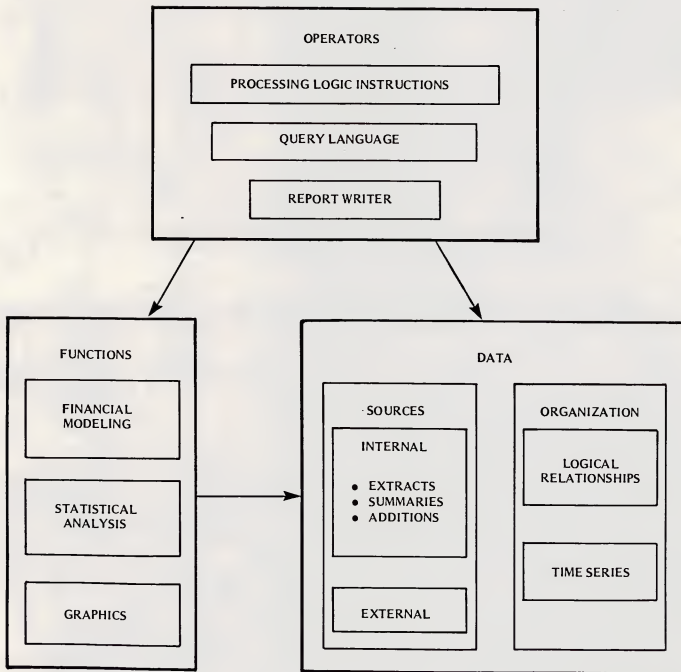 OPERATORS
PROCESSING LOGIC INSTRUCTIONS
QUERY LANGUAGE
REPORT WRITER
FUNCTIONS
FINANCIAL
MODELING
STATISTICAL
ANALYSIS
GRAPHICS
DATA
SOURCES
INTERNAL
• EXTRACTS
• SUMMARIES
• ADDITIONS
EXTERNAL
ORGANIZATION
LOGICAL
RELATIONSHIPS
TIME SERIES